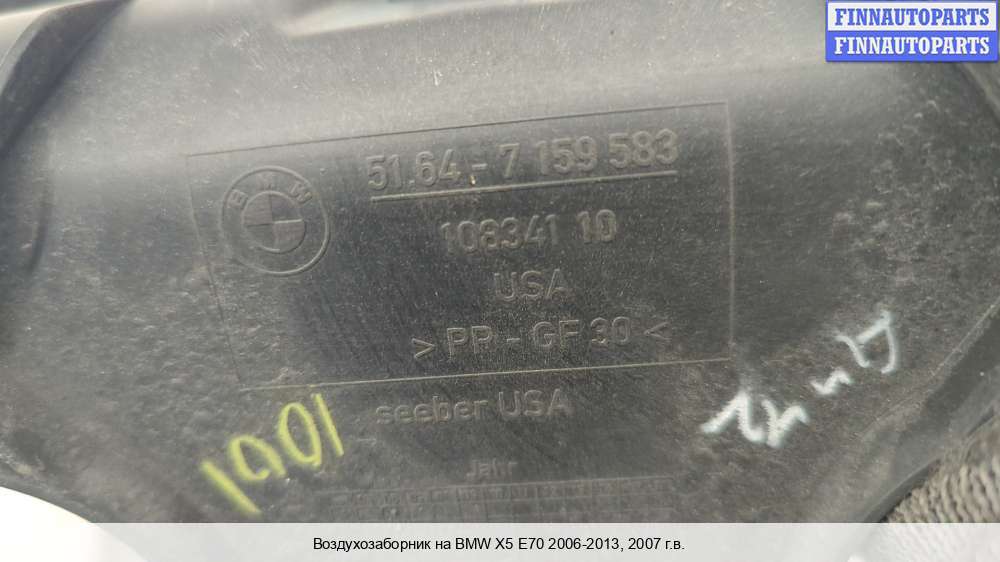 FINNAUTOPARTS
FINNAUTOPARTS
BMW
51.64 - 7 159 583
108341 10
USA
> PP - GF 30 <
seeber USA
1001
Jahr
Воздухозаборник на BMW X5 E70 2006-2013, 2007 г.в.